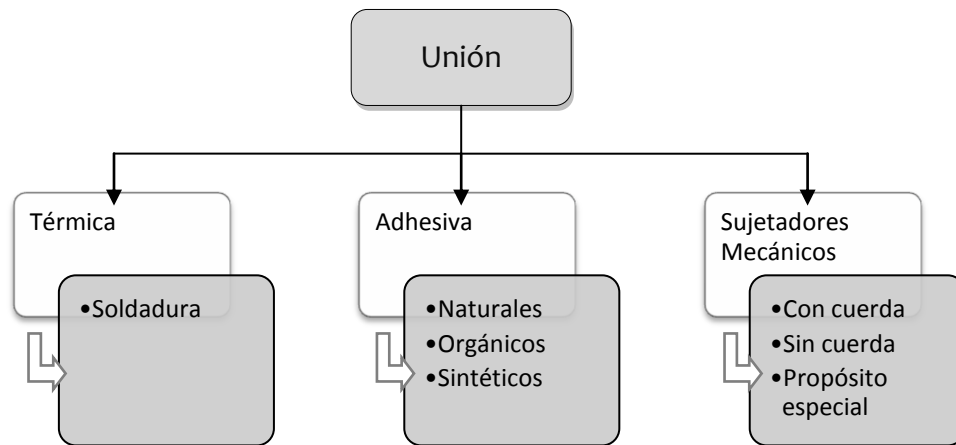 Unión
Térmica
•Soldadura
Adhesiva
•Naturales
•Orgánicos
•Sintéticos
Sujetadores
Mecánicos
•Con cuerda
•Sin cuerda
•Propósito
especial